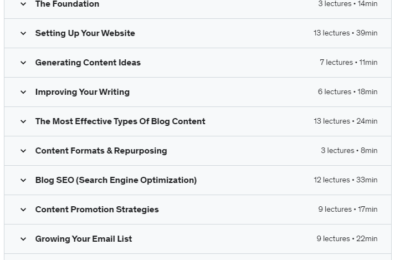 The Foundation 3 lectures • 14min
Setting Up Your Website 13 lectures • 39min
Generating Content Ideas 7 lectures • 11min
Improving Your Writing 6 lectures • 18min
The Most Effective Types Of Blog Content 13 lectures • 24min
Content Formats & Repurposing 3 lectures • 8min
Blog SEO (Search Engine Optimization) 12 lectures • 33min
Content Promotion Strategies 9 lectures • 17min
Growing Your Email List 9 lectures • 22min